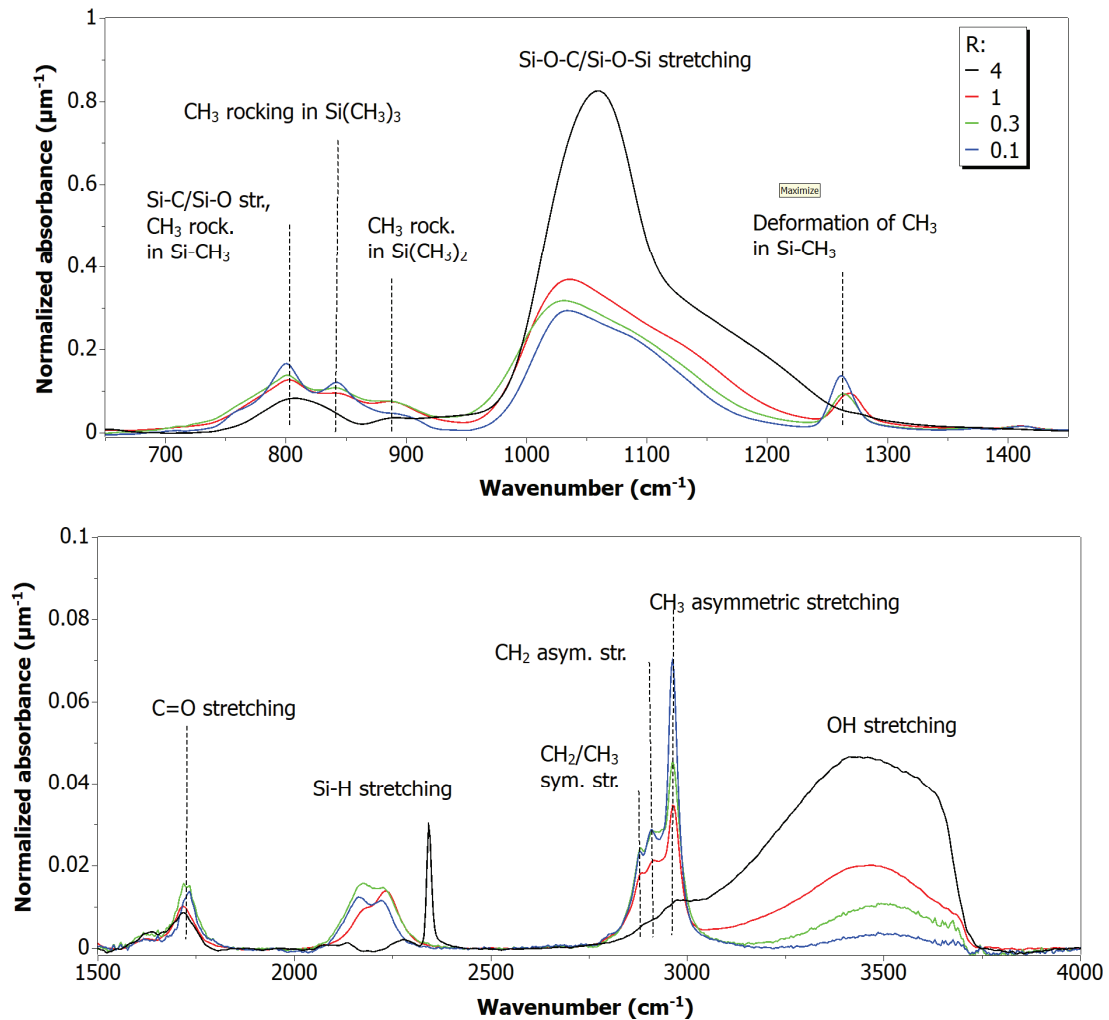 Normalized absorbance (µm⁻¹)
1
0.8
0.6
0.4
0.2
0
Si-O-C/Si-O-Si stretching
R:
4
1
0.3
0.1
CH₃ rocking in Si(CH₃)₃
Maximize
Si-C/Si-O str.,
CH₃ rock.
in Si-CH₃
CH₃ rock.
in Si(CH₃)₂
Deformation of CH₃
in Si-CH₃
700
800
900
1000
1100
1200
1300
1400
Wavenumber (cm⁻¹)
Normalized absorbance (µm⁻¹)
0.1
0.08
0.06
0.04
0.02
0
CH₃ asymmetric stretching
CH₂ asym. str.
C=O stretching
OH stretching
CH₂/CH₃
sym. str.
Si-H stretching
1500
2000
2500
3000
3500
4000
Wavenumber (cm⁻¹)